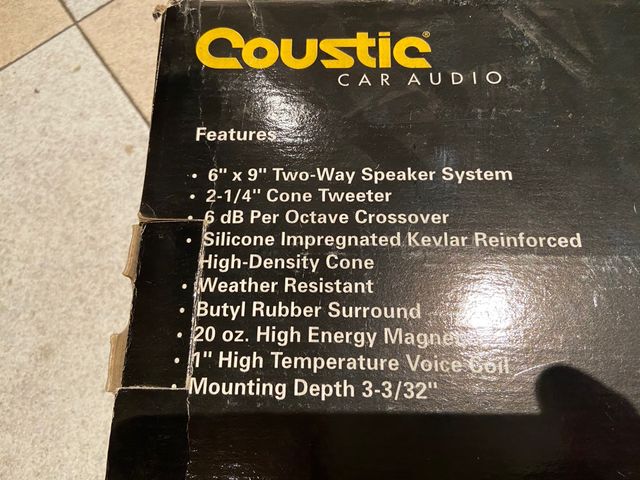 Coustic®
CAR AUDIO
Features
• 6" x 9" Two-Way Speaker System
• 2-1/4" Cone Tweeter
• 6 dB Per Octave Crossover
• Silicone Impregnated Kevlar Reinforced
High-Density Cone
• Weather Resistant
• Butyl Rubber Surround
• 20 oz. High Energy Magnet
• 1" High Temperature Voice Coil
• Mounting Depth 3-3/32"